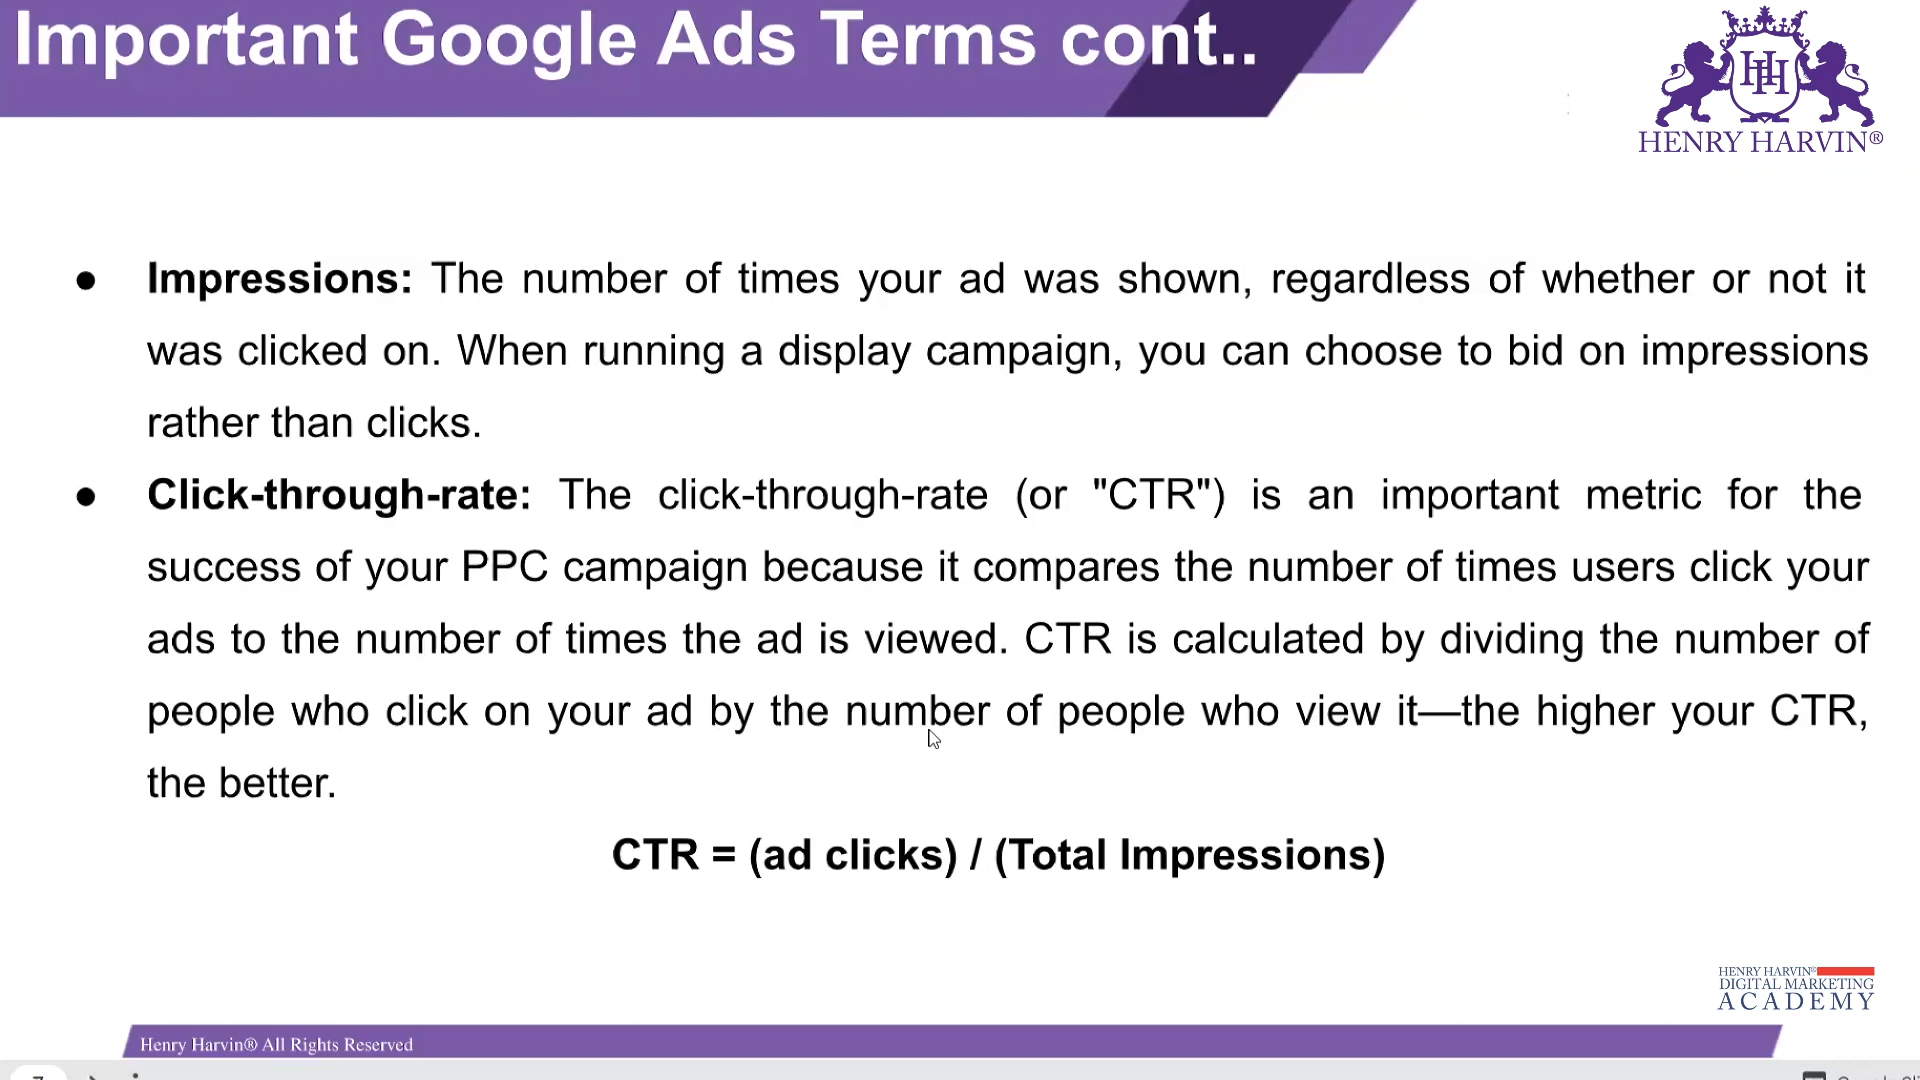 Important Google Ads Terms cont..
HH
HENRY HARVIN®
● Impressions: The number of times your ad was shown, regardless of whether or not it
was clicked on. When running a display campaign, you can choose to bid on impressions
rather than clicks.
● Click-through-rate: The click-through-rate (or "CTR") is an important metric for the
success of your PPC campaign because it compares the number of times users click your
ads to the number of times the ad is viewed. CTR is calculated by dividing the number of
people who click on your ad by the number of people who view it—the higher your CTR,
the better.
CTR = (ad clicks) / (Total Impressions)
HENRY HARVIN®
DIGITAL MARKETING
ACADEMY
Henry Harvin® All Rights Reserved